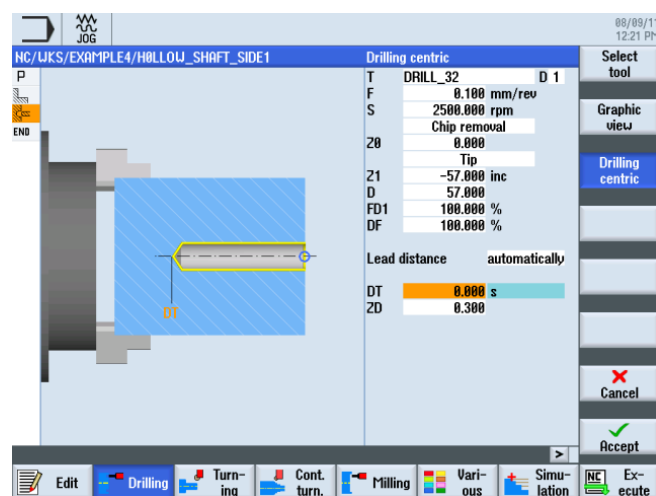 JOG
08/09/11
12:21 PM
NC/WKS/EXAMPLE4/HOLLOW_SHAFT_SIDE1
Drilling centric
Select
tool
P
END
T DRILL_32 D 1
F 0.100 mm/rev
S 2500.000 rpm
Chip removal
Z0 0.000
Tip
Z1 -57.000 inc
D 57.000
FD1 100.000 %
DF 100.000 %
Lead distance automatically
DT 0.000 s
ZD 0.300
DT
Graphic
view
Drilling
centric
Cancel
Accept
>
Edit
Drilling
Turn-
ing
Cont.
turn.
Milling
Vari-
ous
Simu-
lation
NC
Ex-
ecute